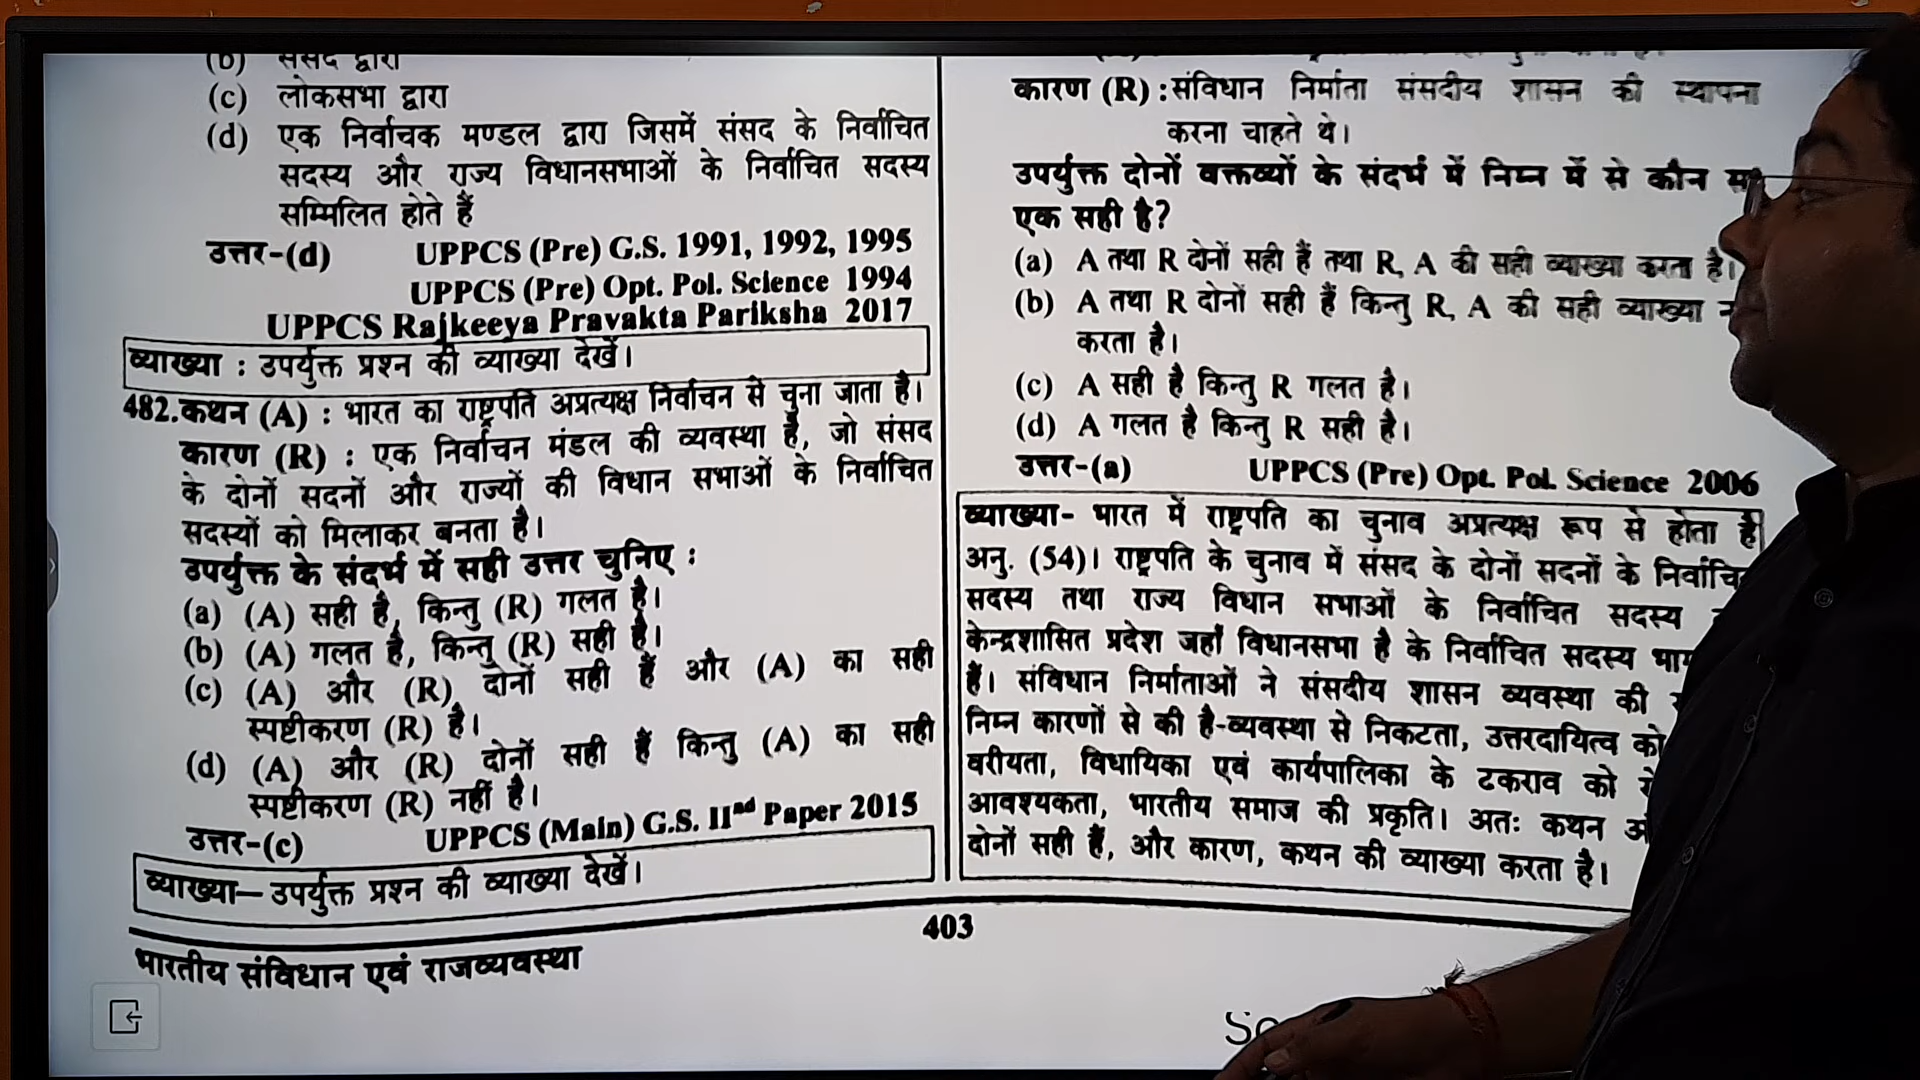 (b) संसद द्वारा
(c) लोकसभा द्वारा
(d) एक निर्वाचक मण्डल द्वारा जिसमें संसद के निर्वाचित
सदस्य और राज्य विधानसभाओं के निर्वाचित सदस्य
सम्मिलित होते हैं
उत्तर-(d) UPPCS (Pre) G.S. 1991, 1992, 1995
UPPCS (Pre) Opt. Pol. Science 1994
UPPCS Rajkeeya Pravakta Pariksha 2017
व्याख्या : उपर्युक्त प्रश्न की व्याख्या देखें।
482.कथन (A) : भारत का राष्ट्रपति अप्रत्यक्ष निर्वाचन से चुना जाता है।
कारण (R) : एक निर्वाचन मंडल की व्यवस्था है, जो संसद
के दोनों सदनों और राज्यों की विधान सभाओं के निर्वाचित
सदस्यों को मिलाकर बनता है।
उपर्युक्त के संदर्भ में सही उत्तर चुनिए :
(a) (A) सही है, किन्तु (R) गलत है।
(b) (A) गलत है, किन्तु (R) सही है।
(c) (A) और (R) दोनों सही हैं और (A) का सही
स्पष्टीकरण (R) है।
(d) (A) और (R) दोनों सही हैं किन्तु (A) का सही
स्पष्टीकरण (R) नहीं है।
उत्तर-(c) UPPCS (Main) G.S. IInd Paper 2015
व्याख्या— उपर्युक्त प्रश्न की व्याख्या देखें।
कारण (R) : संविधान निर्माता संसदीय शासन की स्थापना
करना चाहते थे।
उपर्युक्त दोनों वक्तव्यों के संदर्भ में निम्न में से कौन
एक सही है?
(a) A तथा R दोनों सही हैं तथा R, A की सही व्याख्या करता है।
(b) A तथा R दोनों सही हैं किन्तु R, A की सही व्याख्या
करता है।
(c) A सही है किन्तु R गलत है।
(d) A गलत है किन्तु R सही है।
उत्तर-(a) UPPCS (Pre) Opt. Pol. Science 2006
व्याख्या- भारत में राष्ट्रपति का चुनाव अप्रत्यक्ष रूप से होता है
अनु. (54)। राष्ट्रपति के चुनाव में संसद के दोनों सदनों के
सदस्य तथा राज्य विधान सभाओं के निर्वाचित सदस्य
केन्द्रशासित प्रदेश जहाँ विधानसभा है के निर्वाचित सदस्य
हैं। संविधान निर्माताओं ने संसदीय शासन व्यवस्था की
निम्न कारणों से की है-व्यवस्था से निकटता, उत्तरदायित्व को
वरीयता, विधायिका एवं कार्यपालिका के टकराव को
आवश्यकता, भारतीय समाज की प्रकृति। अतः कथन
दोनों सही हैं, और कारण, कथन की व्याख्या करता है।
403
भारतीय संविधान एवं राजव्यवस्था